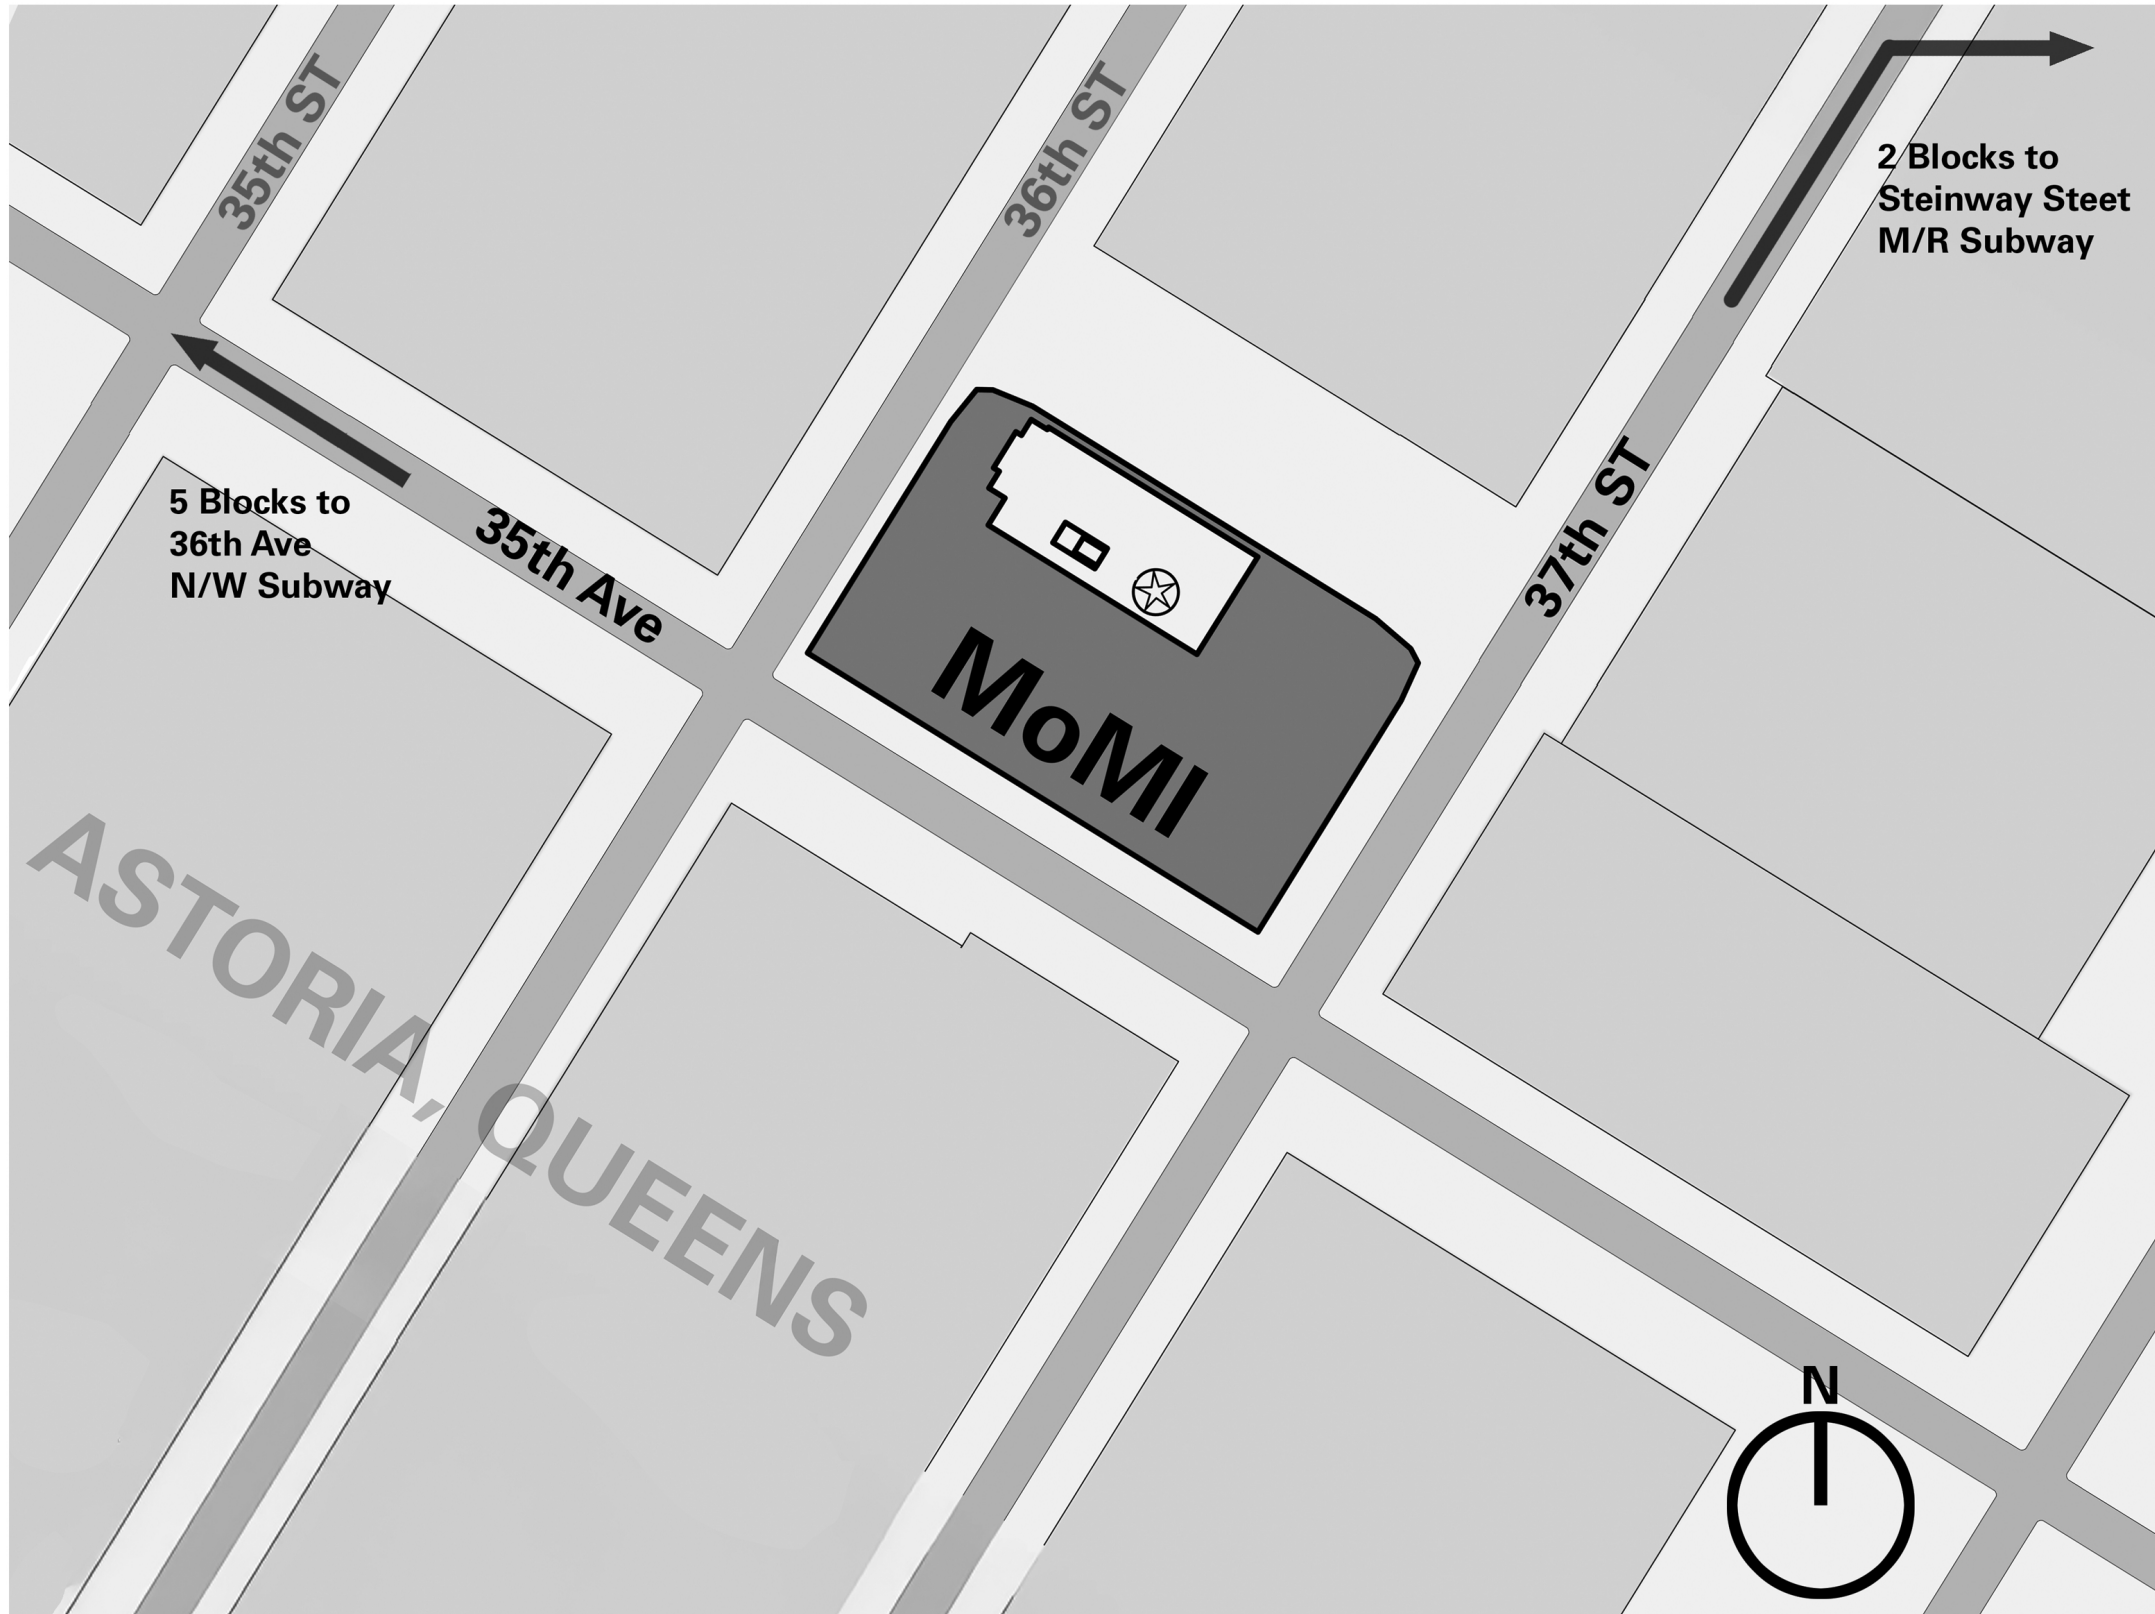 35th ST
36th ST
2 Blocks to
Steinway Steet
M/R Subway
5 Blocks to
36th Ave
N/W Subway
35th Ave
37th ST
MoMI
ASTORIA, QUEENS
N